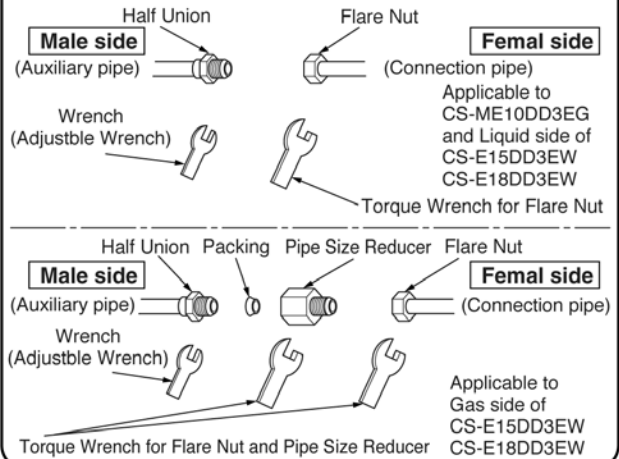 Half Union
Flare Nut
Male side
Femal side
(Auxiliary pipe)
(Connection pipe)
Wrench
(Adjustble Wrench)
Applicable to
CS-ME10DD3EG
and Liquid side of
CS-E15DD3EW
CS-E18DD3EW
Torque Wrench for Flare Nut
Half Union Packing Pipe Size Reducer Flare Nut
Male side
Femal side
(Auxiliary pipe)
(Connection pipe)
Wrench
(Adjustble Wrench)
Applicable to
Gas side of
CS-E15DD3EW
CS-E18DD3EW
Torque Wrench for Flare Nut and Pipe Size Reducer